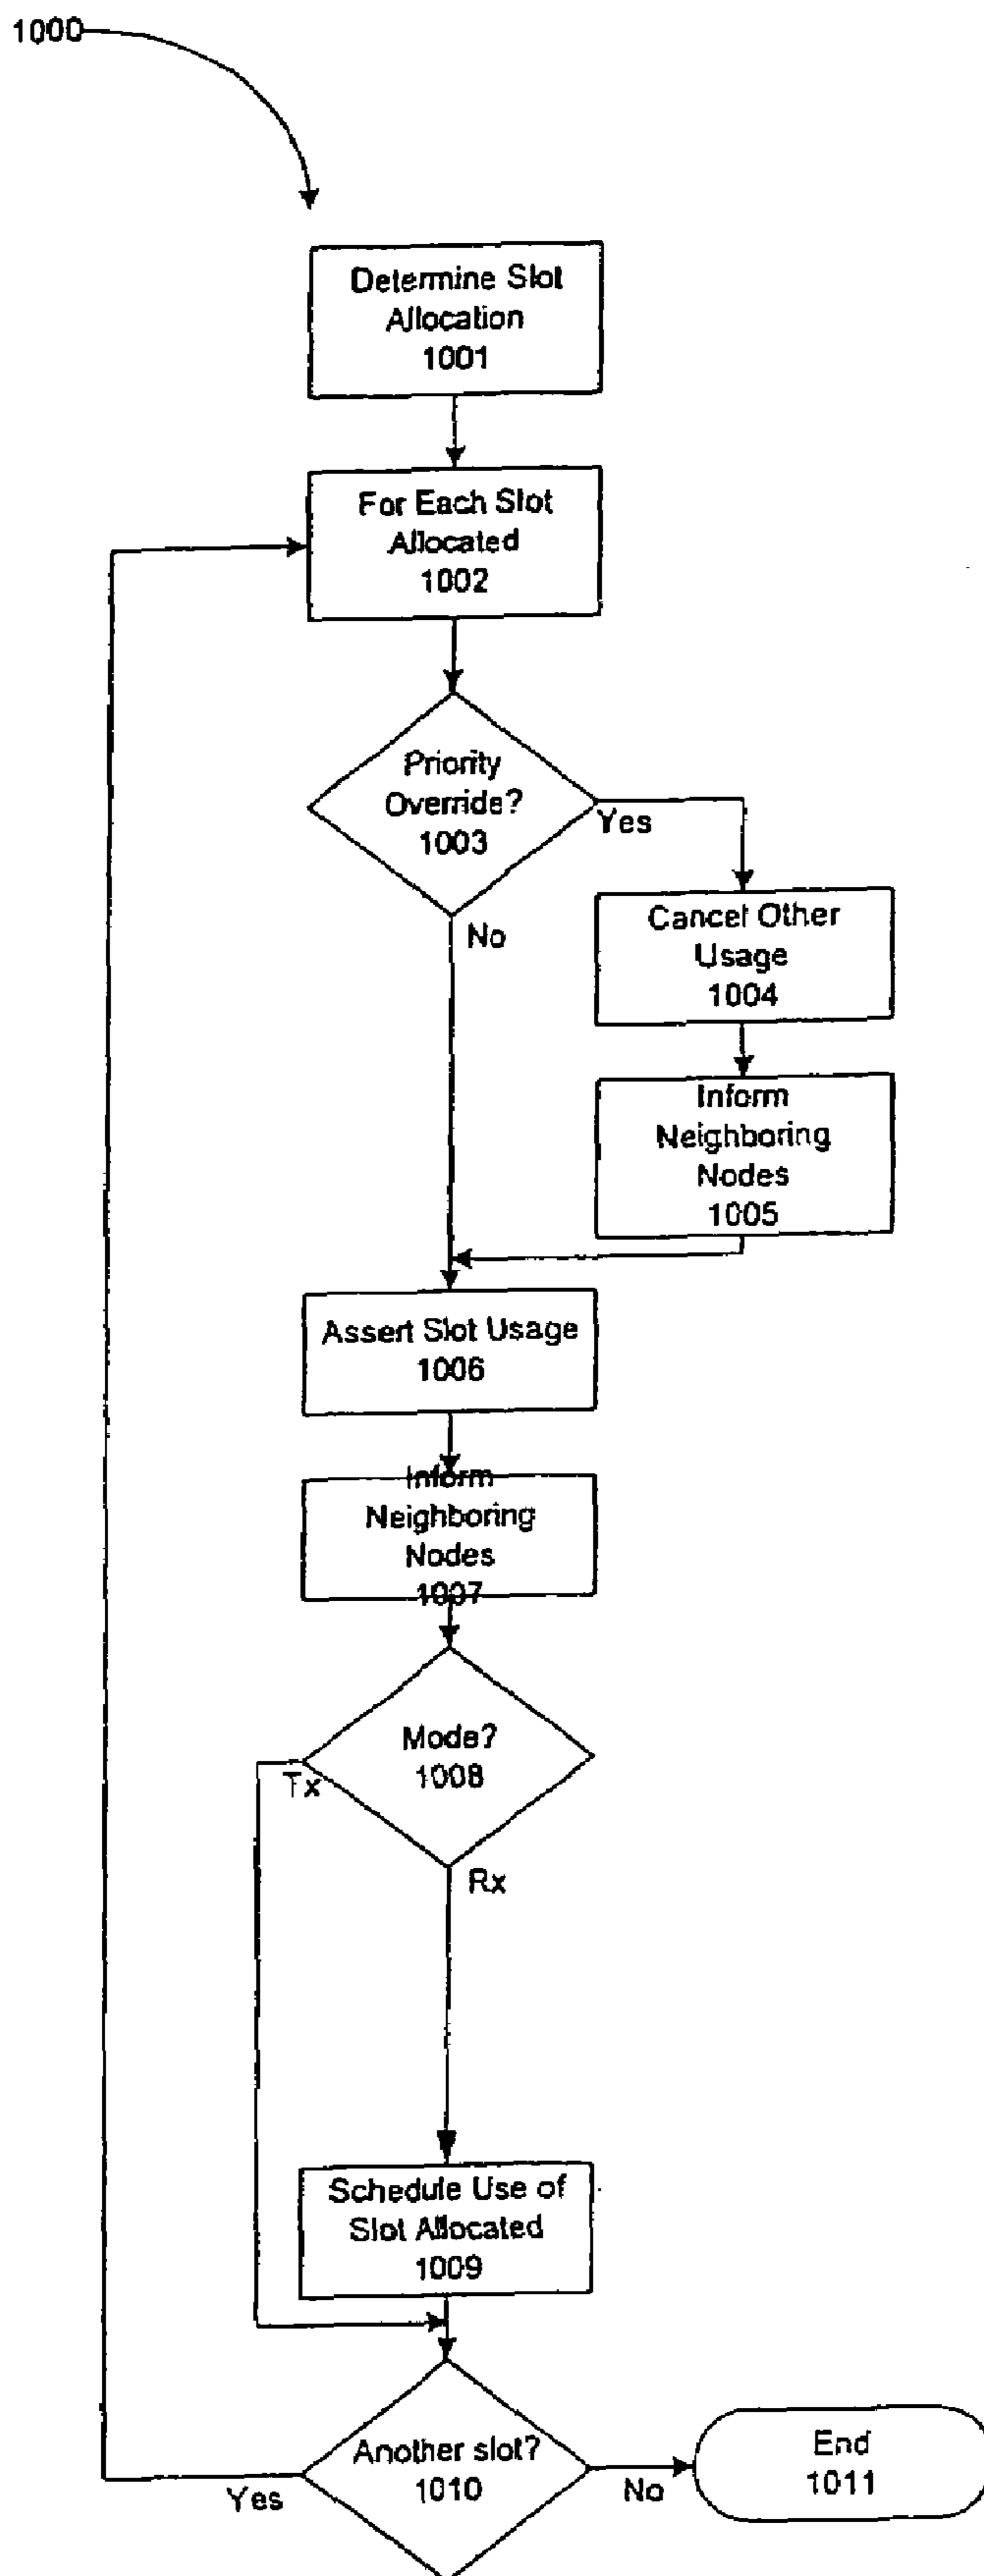 1000
Determine Slot
Allocation
1001
For Each Slot
Allocated
1002
Priority
Override?
1003
Yes
No
Cancel Other
Usage
1004
Inform
Neighboring
Nodes
1005
Assert Slot Usage
1006
Inform
Neighboring
Nodes
1007
Mode?
1008
Tx
Rx
Schedule Use of
Slot Allocated
1009
Another slot?
1010
Yes
No
End
1011